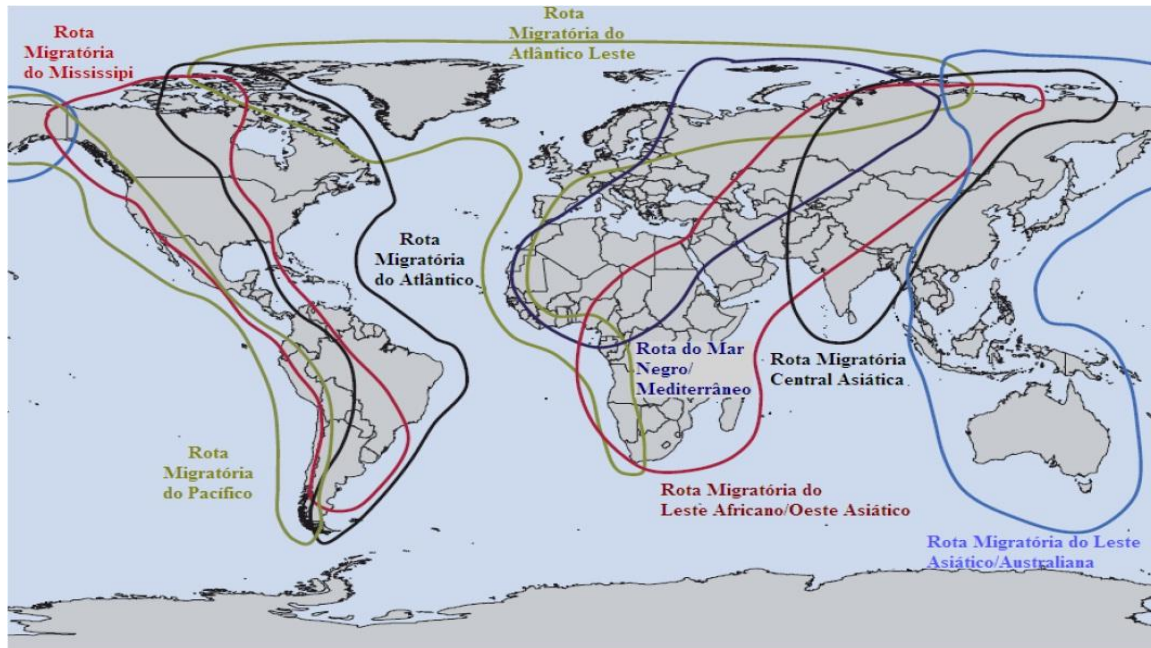 Rota
Migratória
do Mississipi
Rota
Migratória do
Atlântico Leste
Rota
Migratória
do Atlântico
Rota do Mar
Negro/
Mediterrâneo
Rota Migratória
Central Asiática
Rota
Migratória
do Pacífico
Rota Migratória do
Leste Africano/Oeste Asiático
Rota Migratória do Leste
Asiático/Australiana